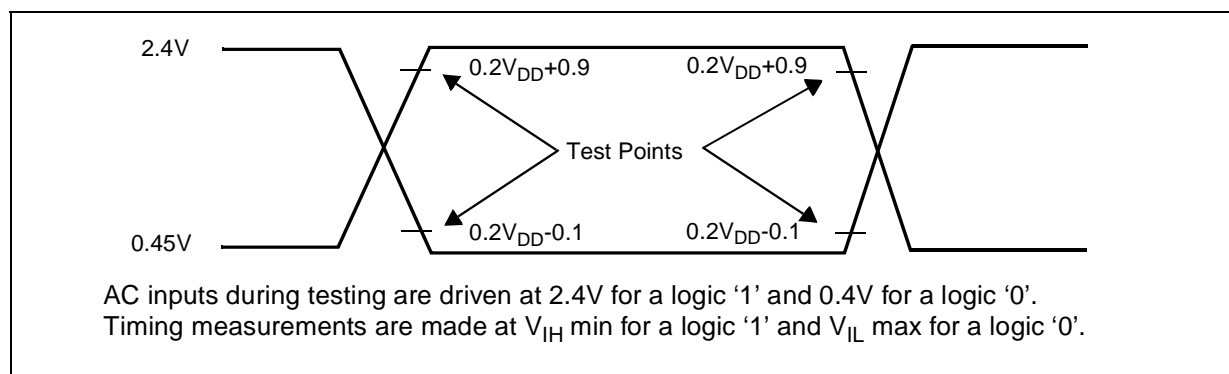 2.4V
0.2VDD+0.9 0.2VDD+0.9
Test Points
0.45V
0.2VDD-0.1 0.2VDD-0.1
AC inputs during testing are driven at 2.4V for a logic ‘1’ and 0.4V for a logic ‘0’.
Timing measurements are made at VIH min for a logic ‘1’ and VIL max for a logic ‘0’.